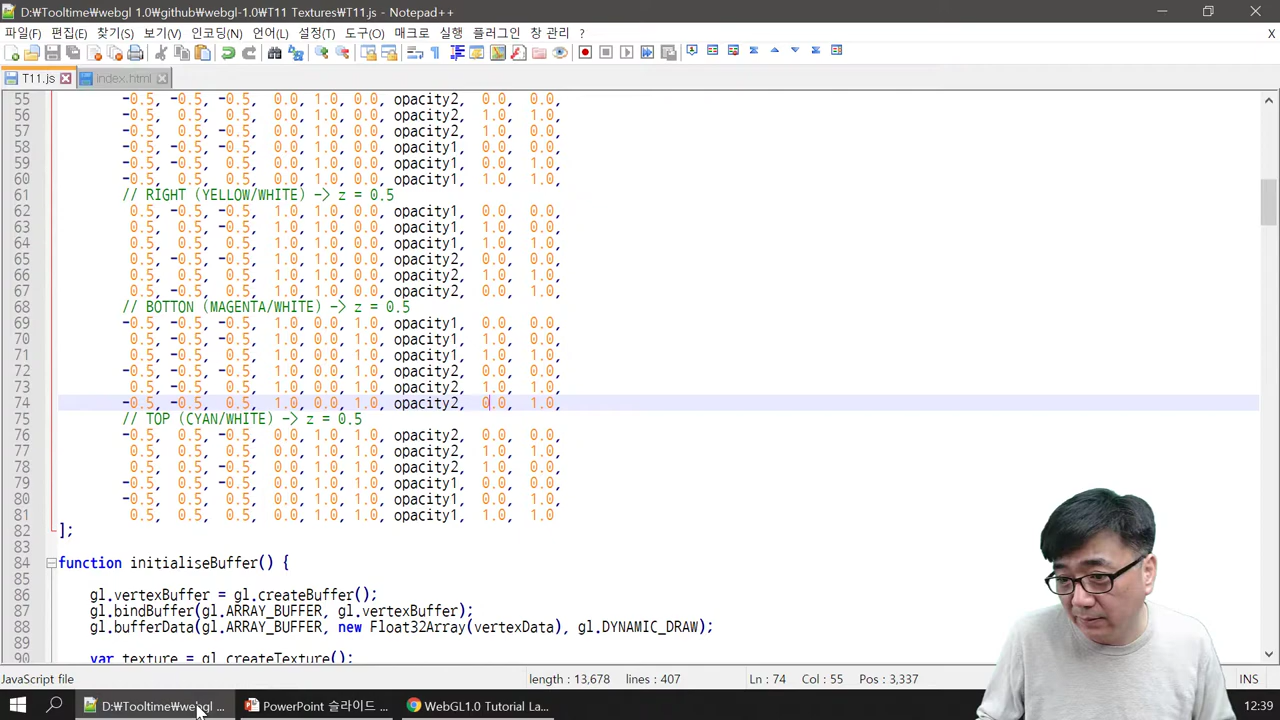 D:₩Tooltime₩webgl 1.0₩github₩webgl-1.0₩T11 Textures₩T11.js - Notepad++
파일(F) 편집(E) 찾기(S) 보기(V) 인코딩(N) 언어(L) 설정(T) 도구(O) 매크로 실행 플러그인 창 관리 ? X
T11.js index.html
55 -0.5, -0.5, -0.5, 0.0, 1.0, 0.0, opacity2, 0.0, 0.0,
56 -0.5, 0.5, 0.5, 0.0, 1.0, 0.0, opacity2, 1.0, 1.0,
57 -0.5, 0.5, -0.5, 0.0, 1.0, 0.0, opacity2, 1.0, 0.0,
58 -0.5, -0.5, -0.5, 0.0, 1.0, 0.0, opacity1, 0.0, 0.0,
59 -0.5, -0.5, 0.5, 0.0, 1.0, 0.0, opacity1, 0.0, 1.0,
60 -0.5, 0.5, 0.5, 0.0, 1.0, 0.0, opacity1, 1.0, 1.0,
61 // RIGHT (YELLOW/WHITE) -> z = 0.5
62 0.5, -0.5, -0.5, 1.0, 1.0, 0.0, opacity1, 0.0, 0.0,
63 0.5, 0.5, -0.5, 1.0, 1.0, 0.0, opacity1, 1.0, 0.0,
64 0.5, 0.5, 0.5, 1.0, 1.0, 0.0, opacity1, 1.0, 1.0,
65 0.5, -0.5, -0.5, 1.0, 1.0, 0.0, opacity2, 0.0, 0.0,
66 0.5, 0.5, 0.5, 1.0, 1.0, 0.0, opacity2, 1.0, 1.0,
67 0.5, -0.5, 0.5, 1.0, 1.0, 0.0, opacity2, 0.0, 1.0,
68 // BOTTON (MAGENTA/WHITE) -> z = 0.5
69 -0.5, -0.5, -0.5, 1.0, 0.0, 1.0, opacity1, 0.0, 0.0,
70 0.5, -0.5, -0.5, 1.0, 0.0, 1.0, opacity1, 1.0, 0.0,
71 0.5, -0.5, 0.5, 1.0, 0.0, 1.0, opacity1, 1.0, 1.0,
72 -0.5, -0.5, -0.5, 1.0, 0.0, 1.0, opacity2, 0.0, 0.0,
73 0.5, -0.5, 0.5, 1.0, 0.0, 1.0, opacity2, 1.0, 1.0,
74 -0.5, -0.5, 0.5, 1.0, 0.0, 1.0, opacity2, 0.0, 1.0,
75 // TOP (CYAN/WHITE) -> z = 0.5
76 -0.5, 0.5, -0.5, 0.0, 1.0, 1.0, opacity2, 0.0, 0.0,
77 0.5, 0.5, 0.5, 0.0, 1.0, 1.0, opacity2, 1.0, 1.0,
78 0.5, 0.5, -0.5, 0.0, 1.0, 1.0, opacity2, 1.0, 0.0,
79 -0.5, 0.5, -0.5, 0.0, 1.0, 1.0, opacity1, 0.0, 0.0,
80 -0.5, 0.5, 0.5, 0.0, 1.0, 1.0, opacity1, 0.0, 1.0,
81 0.5, 0.5, 0.5, 0.0, 1.0, 1.0, opacity1, 1.0, 1.0
82 ];
83
84 function initialiseBuffer() {
85
86 gl.vertexBuffer = gl.createBuffer();
87 gl.bindBuffer(gl.ARRAY_BUFFER, gl.vertexBuffer);
88 gl.bufferData(gl.ARRAY_BUFFER, new Float32Array(vertexData), gl.DYNAMIC_DRAW);
89
90 var texture = gl.createTexture();
JavaScript file length : 13,678 lines : 407 Ln : 74 Col : 55 Pos : 3,337 INS
D:₩Tooltime₩webgl ... PowerPoint 슬라이드 ... WebGL1.0 Tutorial La... 12:39